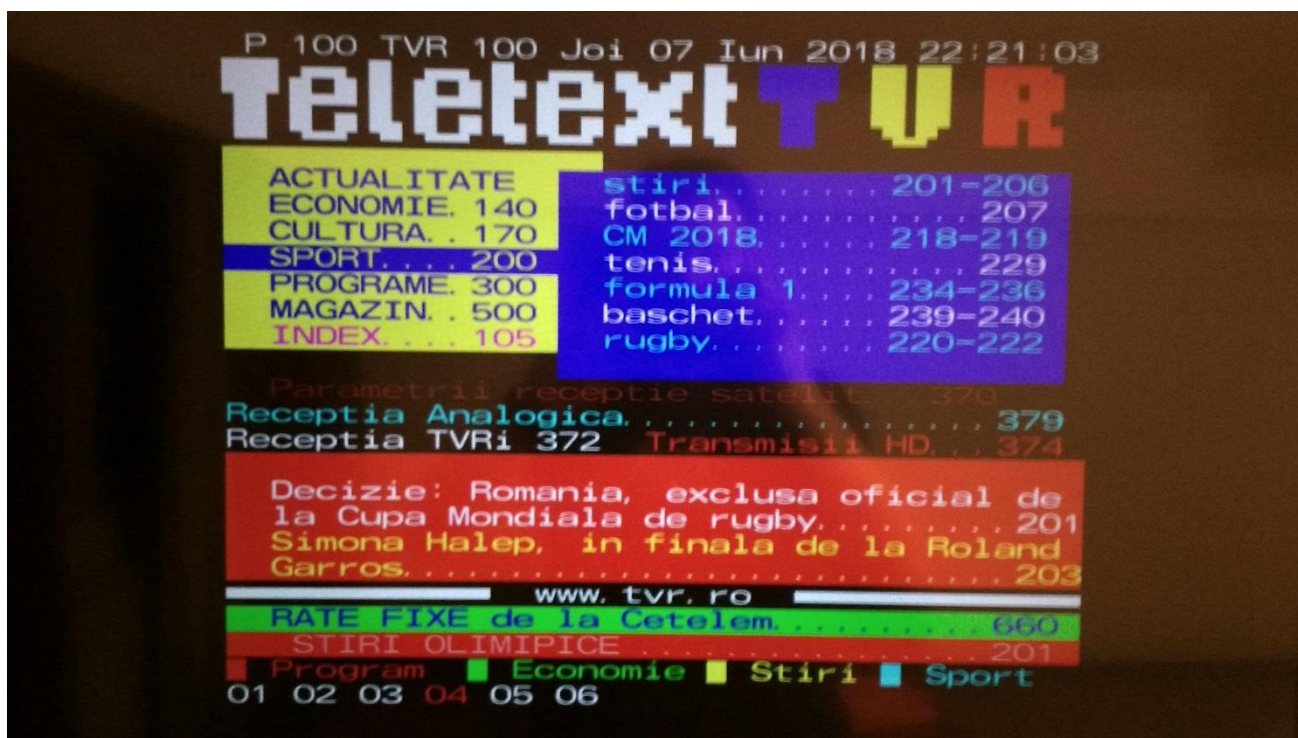 P 100 TVR 100 Joi 07 Iun 2018 22:21:03
Teletext TVR
ACTUALITATE
ECONOMIE. 140
CULTURA. . 170
SPORT. . . . 200
PROGRAME. 300
MAGAZIN. . 500
INDEX. . . . 105
stiri. . . . . . . . 201-206
fotbal. . . . . . . . . . . . 207
CM 2018. . . . . . 218-219
tenis. . . . . . . . . . . . . 229
formula 1. . . . 234-236
baschet. . . . . . 239-240
rugby. . . . . . . . 220-222
Parametrii receptie satelit. . 370
Receptia Analogica. . . . . . . . . . . . . . . . . 379
Receptia TVRi 372 Transmisii HD. . . 374
Decizie: Romania, exclusa oficial de
la Cupa Mondiala de rugby. . . . . . . . . 201
Simona Halep, in finala de la Roland
Garros. . . . . . . . . . . . . . . . . . . . . . . . . . . 203
www.tvr.ro
RATE FIXE de la Cetelem. . . . . . . . . . 660
STIRI OLIMIPICE . . . . . . . . . . . . . . . 201
Program Economie Stiri Sport
01 02 03 04 05 06